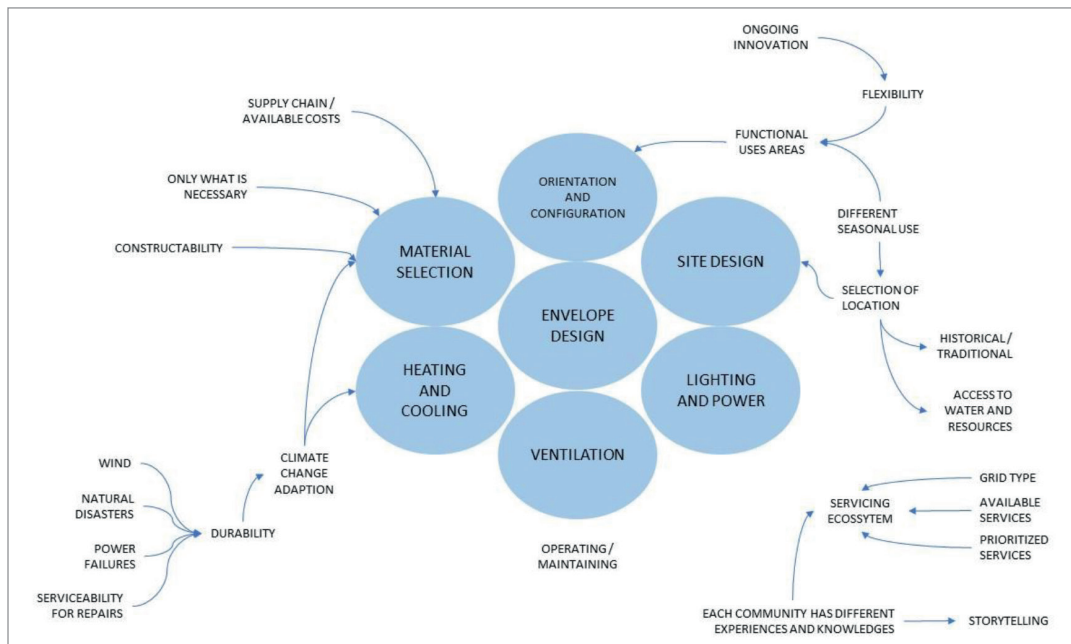 ONGOING
INNOVATION
FLEXIBILITY
SUPPLY CHAIN /
AVAILABLE COSTS
FUNCTIONAL
USES AREAS
ONLY WHAT IS
NECESSARY
ORIENTATION
AND
CONFIGURATION
CONSTRUCTABILITY
MATERIAL
SELECTION
SITE DESIGN
DIFFERENT
SEASONAL USE
SELECTION OF
LOCATION
ENVELOPE
DESIGN
HISTORICAL /
TRADITIONAL
HEATING
AND
COOLING
LIGHTING
AND POWER
ACCESS TO
WATER AND
RESOURCES
VENTILATION
CLIMATE
CHANGE
ADAPTION
WIND
NATURAL
DISASTERS
DURABILITY
POWER
FAILURES
SERVICEABILITY
FOR REPAIRS
OPERATING /
MAINTAINING
GRID TYPE
SERVICING
ECOSSYTEM
AVAILABLE
SERVICES
PRIORITIZED
SERVICES
EACH COMMUNITY HAS DIFFERENT
EXPERIENCES AND KNOWLEDGES
STORYTELLING